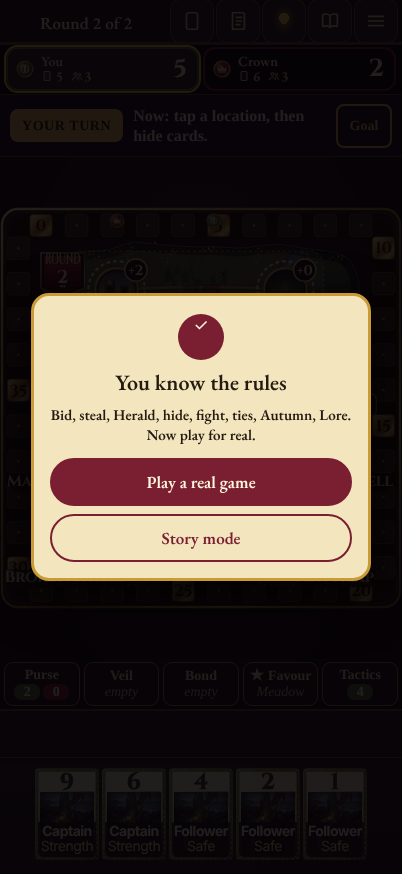 Round 2 of 2
You
5 3
5
Crown
6 3
2
YOUR TURN
Now: tap a location, then
hide cards.
Goal
0
5
10
ROUND
2
+2
+0
35
15
You know the rules
Bid, steal, Herald, hide, fight, ties, Autumn, Lore.
Now play for real.
Play a real game
Story mode
25
20
Purse
2 0
Veil
empty
Bond
empty
★ Favour
Meadow
Tactics
4
9
Captain
Strength
6
Captain
Strength
4
Follower
Safe
2
Follower
Safe
1
Follower
Safe